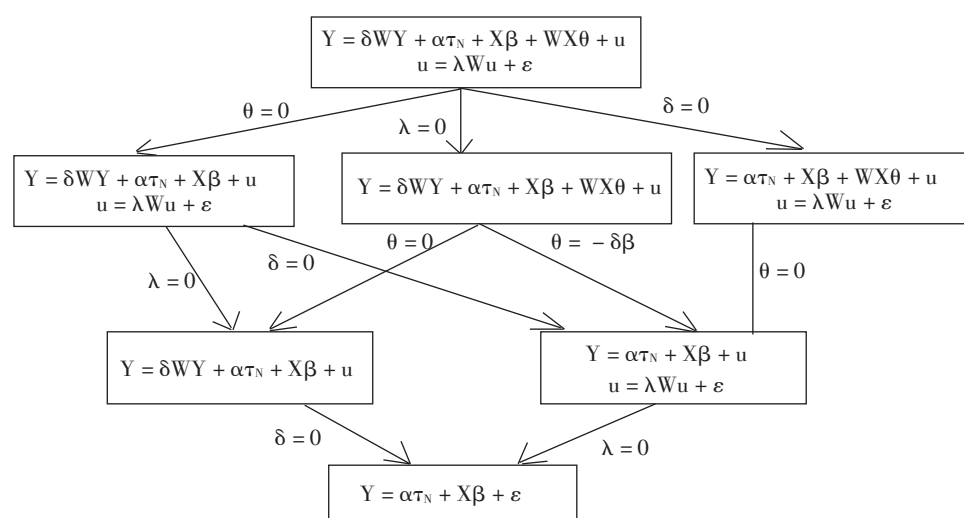 Y = δWY + ατN + Xβ + WXθ + u
u = λWu + ε
θ = 0
λ = 0
δ = 0
Y = δWY + ατN + Xβ + u
u = λWu + ε
Y = δWY + ατN + Xβ + WXθ + u
Y = ατN + Xβ + WXθ + u
u = λWu + ε
λ = 0
δ = 0
θ = 0
θ = − δβ
θ = 0
Y = δWY + ατN + Xβ + u
Y = ατN + Xβ + u
u = λWu + ε
δ = 0
λ = 0
Y = ατN + Xβ + ε